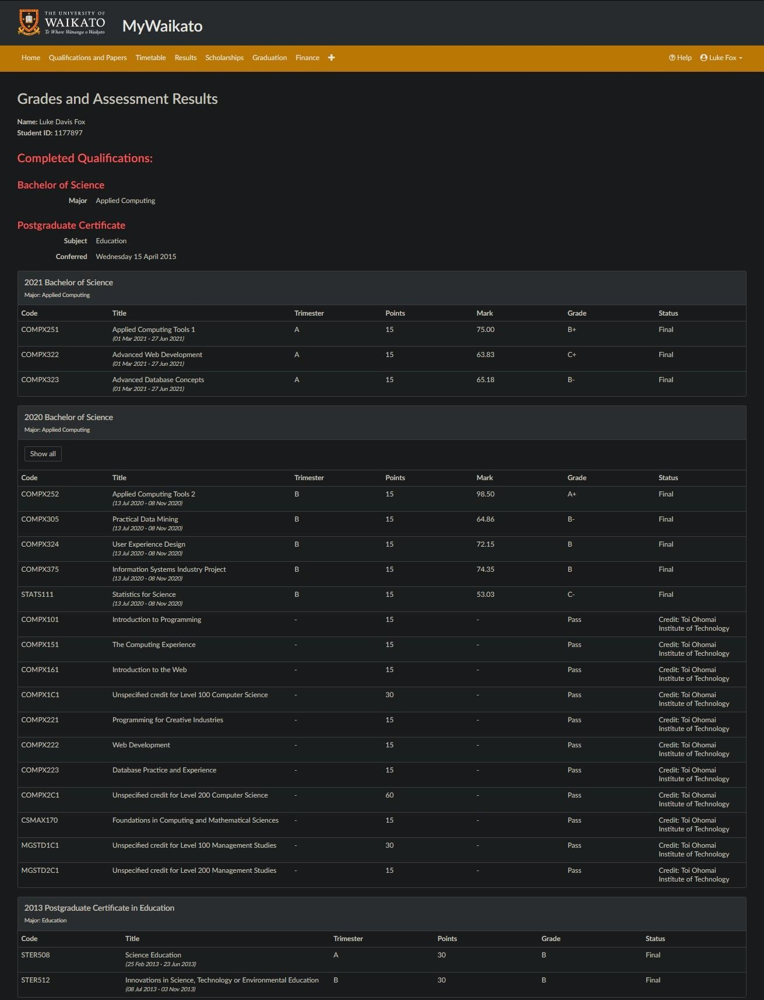 THE UNIVERSITY OF
WAIKATO
Te Whare Wānanga o Waikato
MyWaikato
Home Qualifications and Papers Timetable Results Scholarships Graduation Finance Help Luke Fox
Grades and Assessment Results
Name: Luke Davis Fox
Student ID: 1177897
Completed Qualifications:
Bachelor of Science
Major Applied Computing
Postgraduate Certificate
Subject Education
Conferred Wednesday 15 April 2015
2021 Bachelor of Science
Major: Applied Computing
Code Title Trimester Points Mark Grade Status
COMPX251 Applied Computing Tools 1 A 15 75.00 B+ Final
(01 Mar 2021 - 27 Jun 2021)
COMPX322 Advanced Web Development A 15 63.83 C+ Final
(01 Mar 2021 - 27 Jun 2021)
COMPX323 Advanced Database Concepts A 15 65.18 B- Final
(01 Mar 2021 - 27 Jun 2021)
2020 Bachelor of Science
Major: Applied Computing
Show all
Code Title Trimester Points Mark Grade Status
COMPX252 Applied Computing Tools 2 B 15 98.50 A+ Final
(13 Jul 2020 - 08 Nov 2020)
COMPX305 Practical Data Mining B 15 64.86 B- Final
(13 Jul 2020 - 08 Nov 2020)
COMPX324 User Experience Design B 15 72.15 B Final
(13 Jul 2020 - 08 Nov 2020)
COMPX375 Information Systems Industry Project B 15 74.35 B Final
(13 Jul 2020 - 08 Nov 2020)
STATS111 Statistics for Science B 15 53.03 C- Final
(13 Jul 2020 - 08 Nov 2020)
COMPX101 Introduction to Programming - 15 - Pass Credit: Toi Ohomai
Institute of Technology
COMPX151 The Computing Experience - 15 - Pass Credit: Toi Ohomai
Institute of Technology
COMPX161 Introduction to the Web - 15 - Pass Credit: Toi Ohomai
Institute of Technology
COMPX1C1 Unspecified credit for Level 100 Computer Science - 30 - Pass Credit: Toi Ohomai
Institute of Technology
COMPX221 Programming for Creative Industries - 15 - Pass Credit: Toi Ohomai
Institute of Technology
COMPX222 Web Development - 15 - Pass Credit: Toi Ohomai
Institute of Technology
COMPX223 Database Practice and Experience - 15 - Pass Credit: Toi Ohomai
Institute of Technology
COMPX2C1 Unspecified credit for Level 200 Computer Science - 60 - Pass Credit: Toi Ohomai
Institute of Technology
CSMAX170 Foundations in Computing and Mathematical Sciences - 15 - Pass Credit: Toi Ohomai
Institute of Technology
MGSTD1C1 Unspecified credit for Level 100 Management Studies - 30 - Pass Credit: Toi Ohomai
Institute of Technology
MGSTD2C1 Unspecified credit for Level 200 Management Studies - 15 - Pass Credit: Toi Ohomai
Institute of Technology
2013 Postgraduate Certificate in Education
Major: Education
Code Title Trimester Points Grade Status
STER508 Science Education A 30 B Final
(25 Feb 2013 - 23 Jun 2013)
STER512 Innovations in Science, Technology or Environmental Education B 30 B Final
(08 Jul 2013 - 03 Nov 2013)